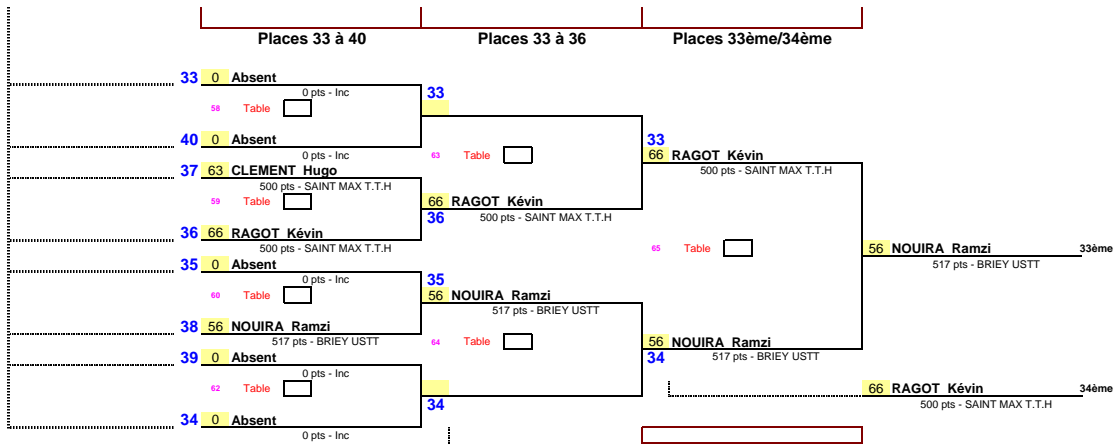 Places 33 à 40 Places 33 à 36 Places 33ème/34ème
33 0 Absent
0 pts - Inc
33
58 Table
40 0 Absent
0 pts - Inc
63 Table
33
66 RAGOT Kévin
500 pts - SAINT MAX T.T.H
37 63 CLEMENT Hugo
500 pts - SAINT MAX T.T.H
59 Table
66 RAGOT Kévin
36
500 pts - SAINT MAX T.T.H
36 66 RAGOT Kévin
500 pts - SAINT MAX T.T.H
65 Table
56 NOUIRA Ramzi 33ème
517 pts - BRIEY USTT
35 0 Absent
0 pts - Inc
35
60 Table
56 NOUIRA Ramzi
517 pts - BRIEY USTT
38 56 NOUIRA Ramzi
517 pts - BRIEY USTT
64 Table
56 NOUIRA Ramzi
34
517 pts - BRIEY USTT
39 0 Absent
0 pts - Inc
62 Table
66 RAGOT Kévin 34ème
500 pts - SAINT MAX T.T.H
34
34 0 Absent
0 pts - Inc